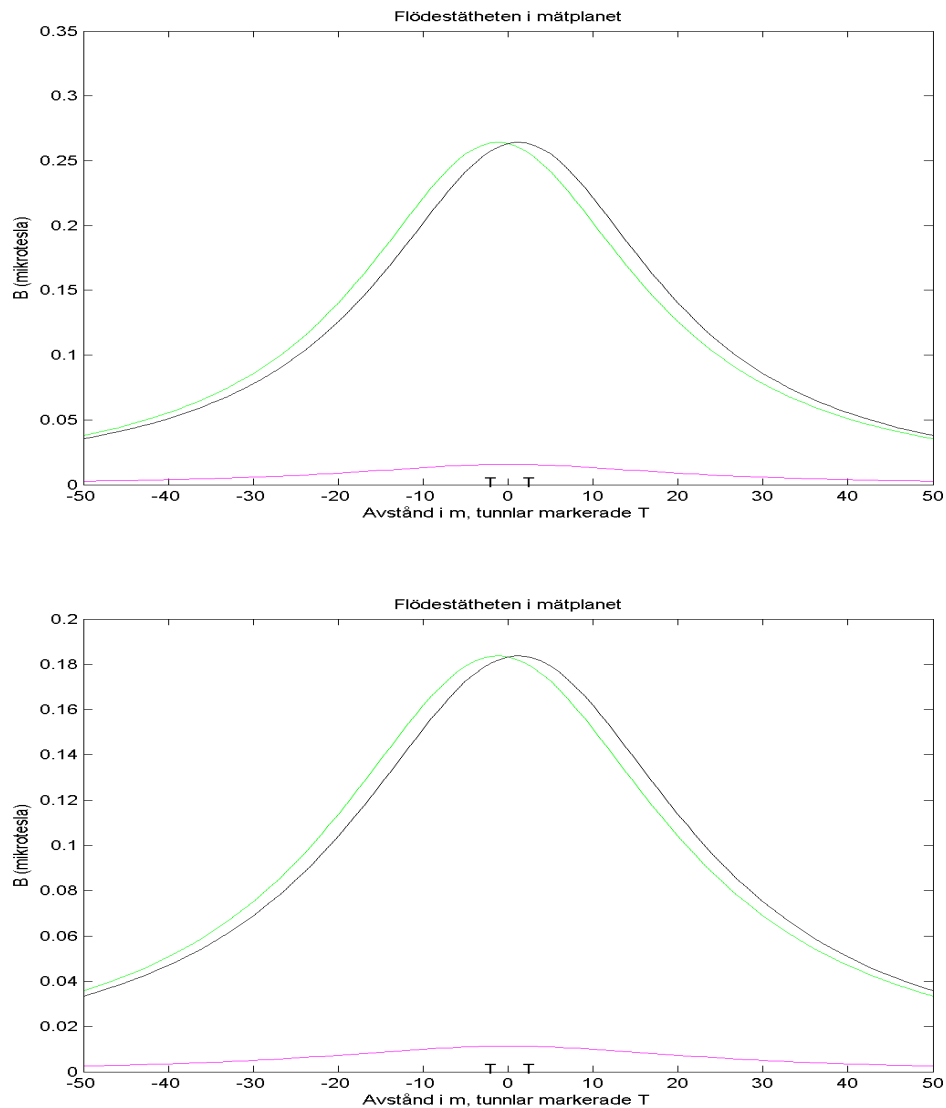 Flödestätheten i mätplanet
0.35
0.3
0.25
0.2
0.15
0.1
0.05
0
B (mikrotesla)
T T
-50 -40 -30 -20 -10 0 10 20 30 40 50
Avstånd i m, tunnlar markerade T
Flödestätheten i mätplanet
0.2
0.18
0.16
0.14
0.12
0.1
0.08
0.06
0.04
0.02
0
B (mikrotesla)
T T
-50 -40 -30 -20 -10 0 10 20 30 40 50
Avstånd i m, tunnlar markerade T